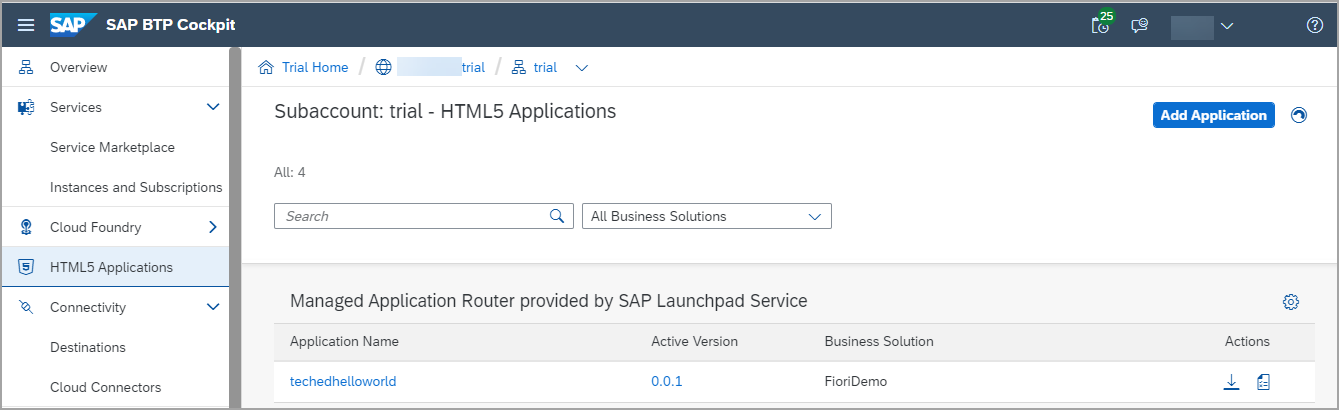 SAP SAP BTP Cockpit 25
Overview
Services
Service Marketplace
Instances and Subscriptions
Cloud Foundry
HTML5 Applications
Connectivity
Destinations
Cloud Connectors
Trial Home / trial / trial
Subaccount: trial - HTML5 Applications
Add Application
All: 4
Search All Business Solutions
Managed Application Router provided by SAP Launchpad Service
Application Name Active Version Business Solution Actions
techedhelloworld 0.0.1 FioriDemo